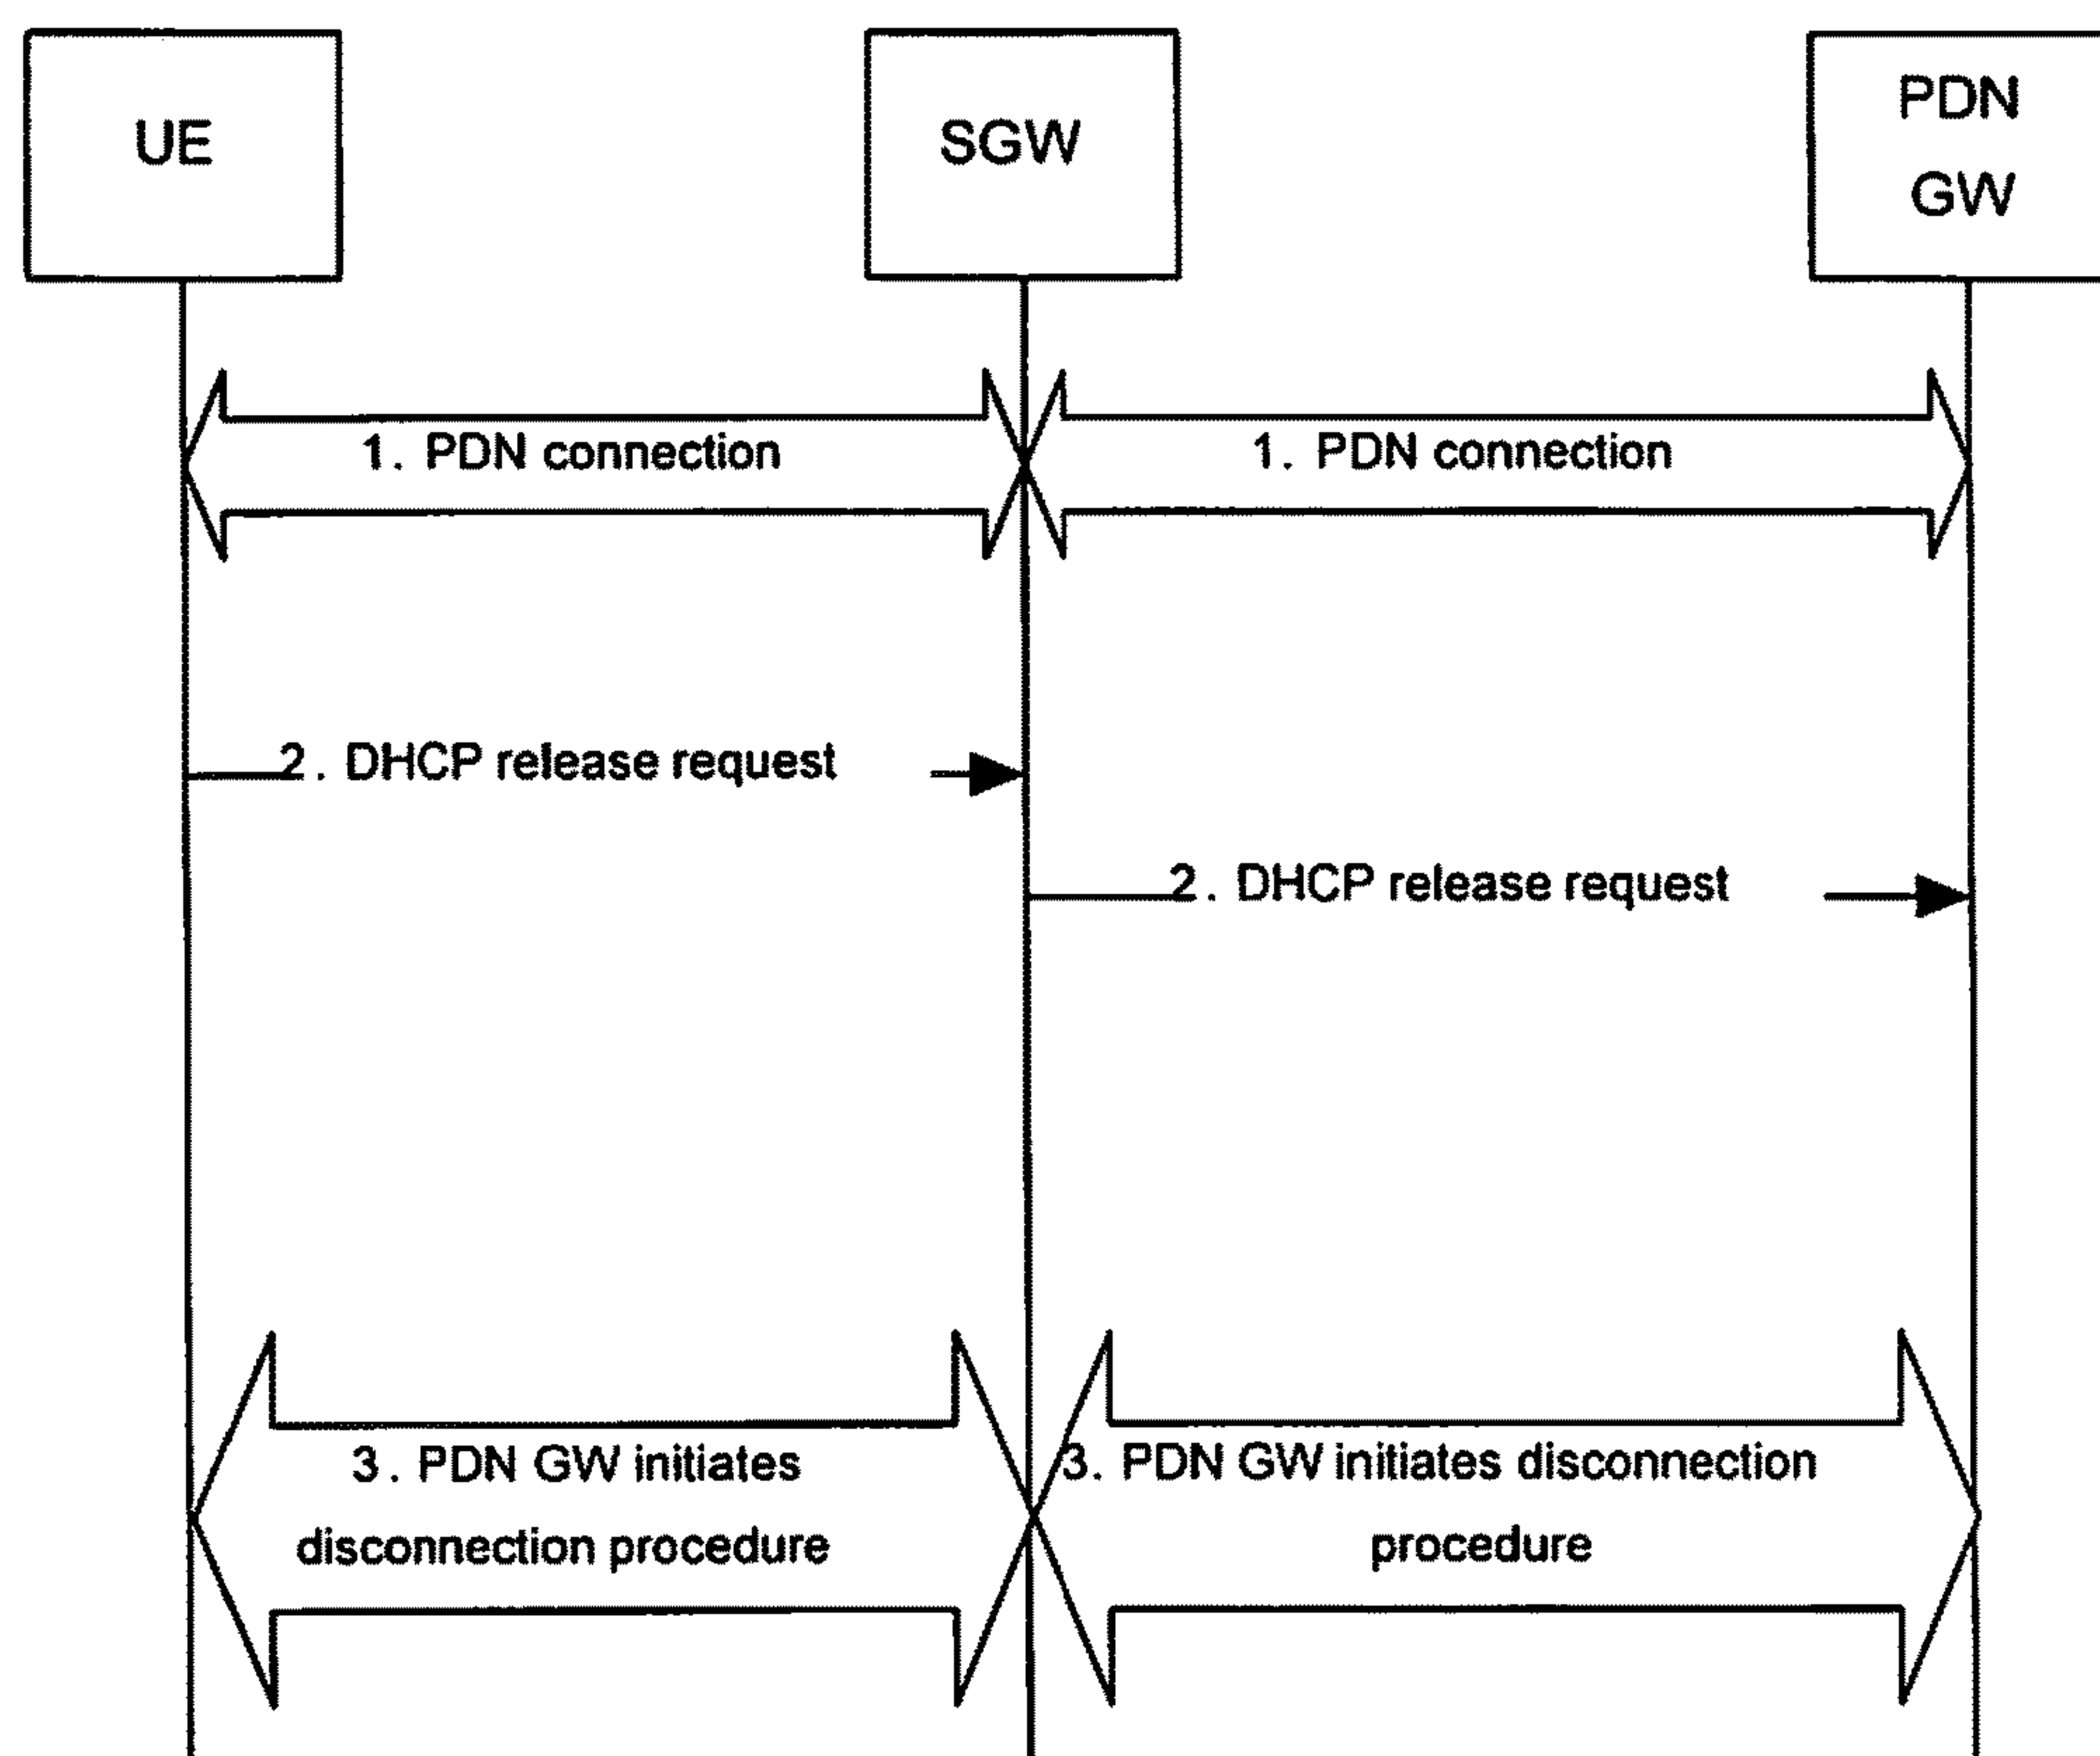 UE
SGW
PDN
GW
1. PDN connection
1. PDN connection
2. DHCP release request
2. DHCP release request
3. PDN GW initiates
disconnection procedure
3. PDN GW initiates disconnection
procedure